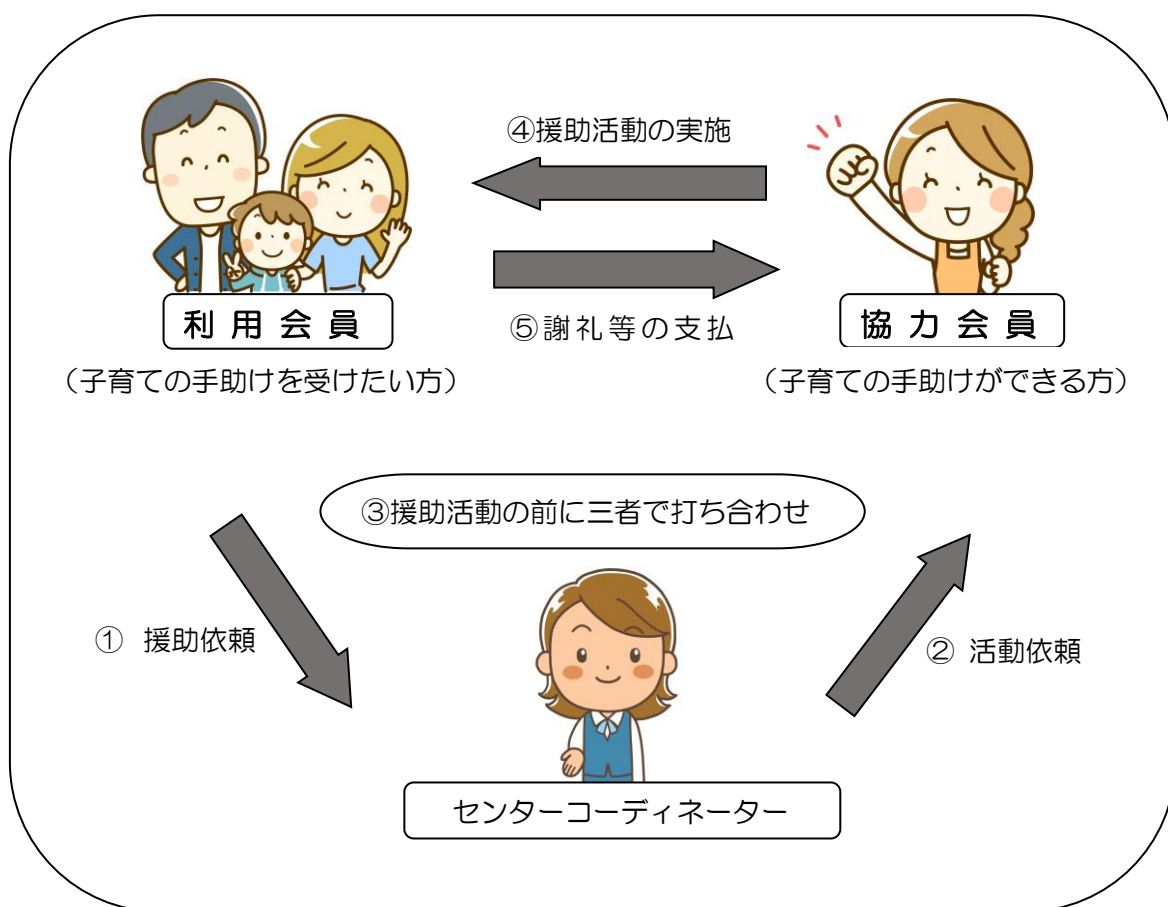 ④援助活動の実施
⑤謝礼等の支払
利用会員
協力会員
（子育ての手助けを受けたい方）
（子育ての手助けができる方）
③援助活動の前に三者で打ち合わせ
① 援助依頼
② 活動依頼
センターコーディネーター